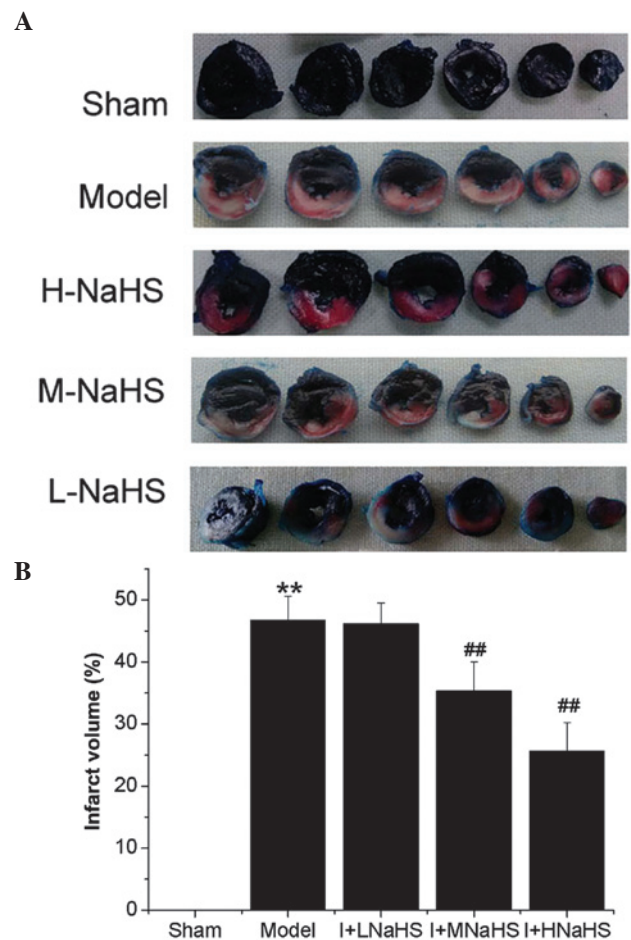 A
Sham
Model
H-NaHS
M-NaHS
L-NaHS
B
Infarct volume (%)
50
40
30
20
10
0
**
##
##
Sham Model I+LNaHS I+MNaHS I+HNaHS